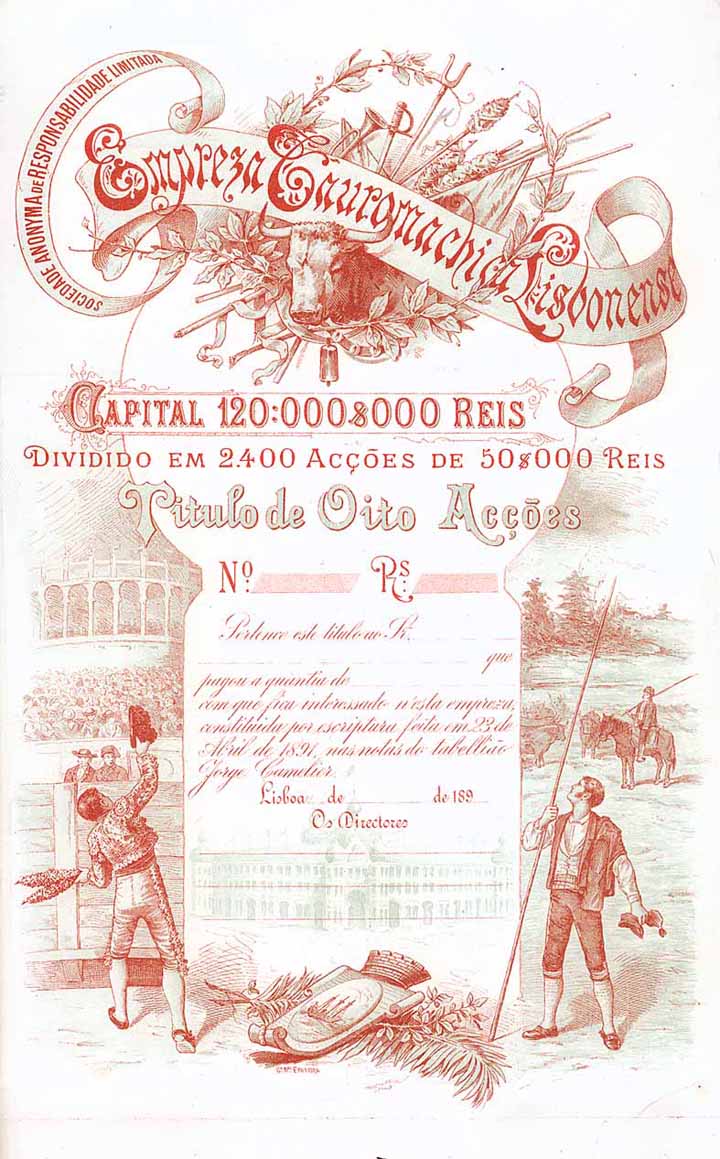 SOCIEDADE ANONYMA DE RESPONSABILIDADE LIMITADA
Empreza Tauromachica Lisbonense
CAPITAL 120:000$000 REIS
DIVIDIDO EM 2400 ACÇÕES DE 50$000 REIS
Titulo de Oito Acções
Nº: Rs:
Pertence este titulo ao Sr.
que
pagou a quantia de
com que fica interessado n'esta empreza,
constituida por escriptura feita em 23 de
Abril de 1891, nas notas do tabellião
Jorge Camelier.
Lisboa de de 189
Os Directores